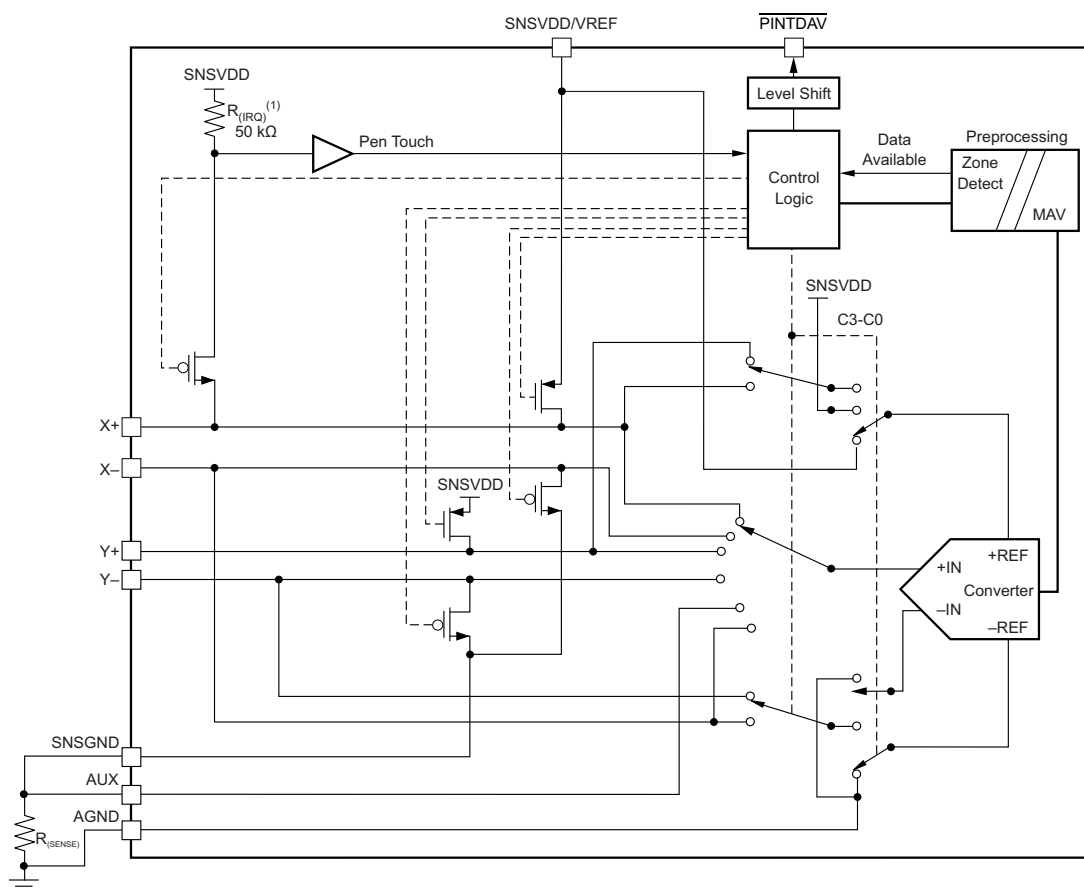 SNSVDD/VREF
PINTDAV
SNSVDD
Level Shift
R(IRQ)(1)
50 kΩ
Pen Touch
Control
Logic
Data
Available
Preprocessing
Zone
Detect
MAV
SNSVDD
C3-C0
X+
X–
SNSVDD
Y+
Y–
+IN
+REF
Converter
–IN
–REF
SNSGND
AUX
AGND
R(SENSE)